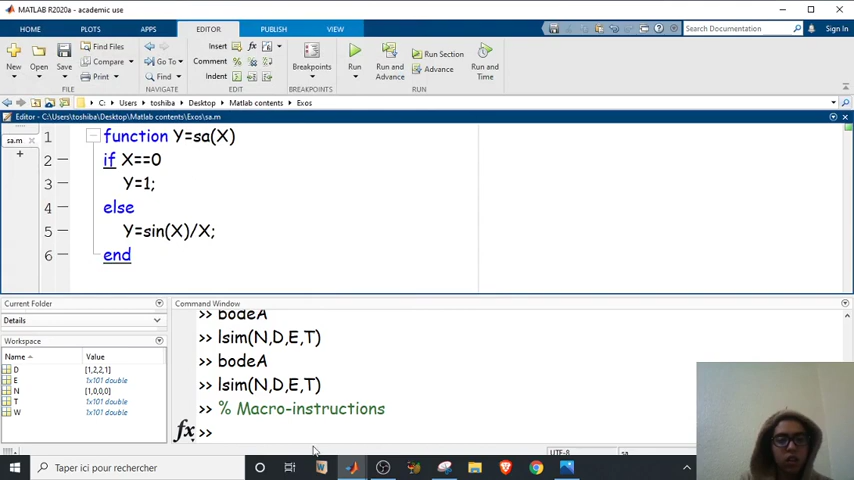 MATLAB R2020a - academic use
HOME PLOTS APPS EDITOR PUBLISH VIEW Search Documentation Sign In
New Open Save Find Files Compare Print Go To Find Insert Comment Indent Breakpoints Run Run and Advance Run Section Advance Run and Time
FILE NAVIGATE EDIT BREAKPOINTS RUN
C: Users toshiba Desktop Matlab contents Exos
Editor - C:\Users\toshiba\Desktop\Matlab contents\Exos\sa.m
sa.m
1 function Y=sa(X)
2 if X==0
3 Y=1;
4 else
5 Y=sin(X)/X;
6 end
Current Folder
Details
Workspace
Name Value
D [1,2,2,1]
E 1x101 double
N [1,0,0,0]
T 1x101 double
W 1x102 double
Command Window
>> bodeA
>> lsim(N,D,E,T)
>> bodeA
>> lsim(N,D,E,T)
>> % Macro-instructions
fx >>
UTF-8 sa
Taper ici pour rechercher